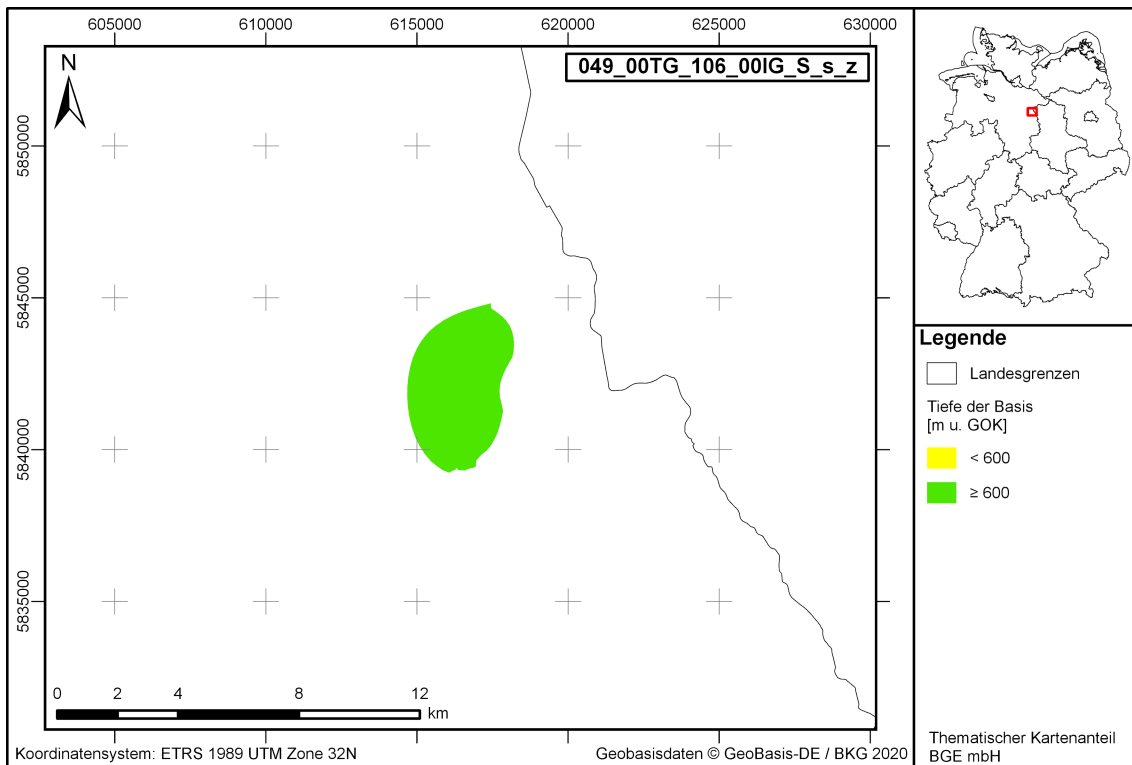 605000 610000 615000 620000 625000 630000
N
049_00TG_106_00IG_S_s_z
5850000
5845000
5840000
5835000
0 2 4 8 12
km
Koordinatensystem: ETRS 1989 UTM Zone 32N
Geobasisdaten © GeoBasis-DE / BKG 2020
Legende
Landesgrenzen
Tiefe der Basis
[m u. GOK]
< 600
≥ 600
Thematischer Kartenanteil
BGE mbH